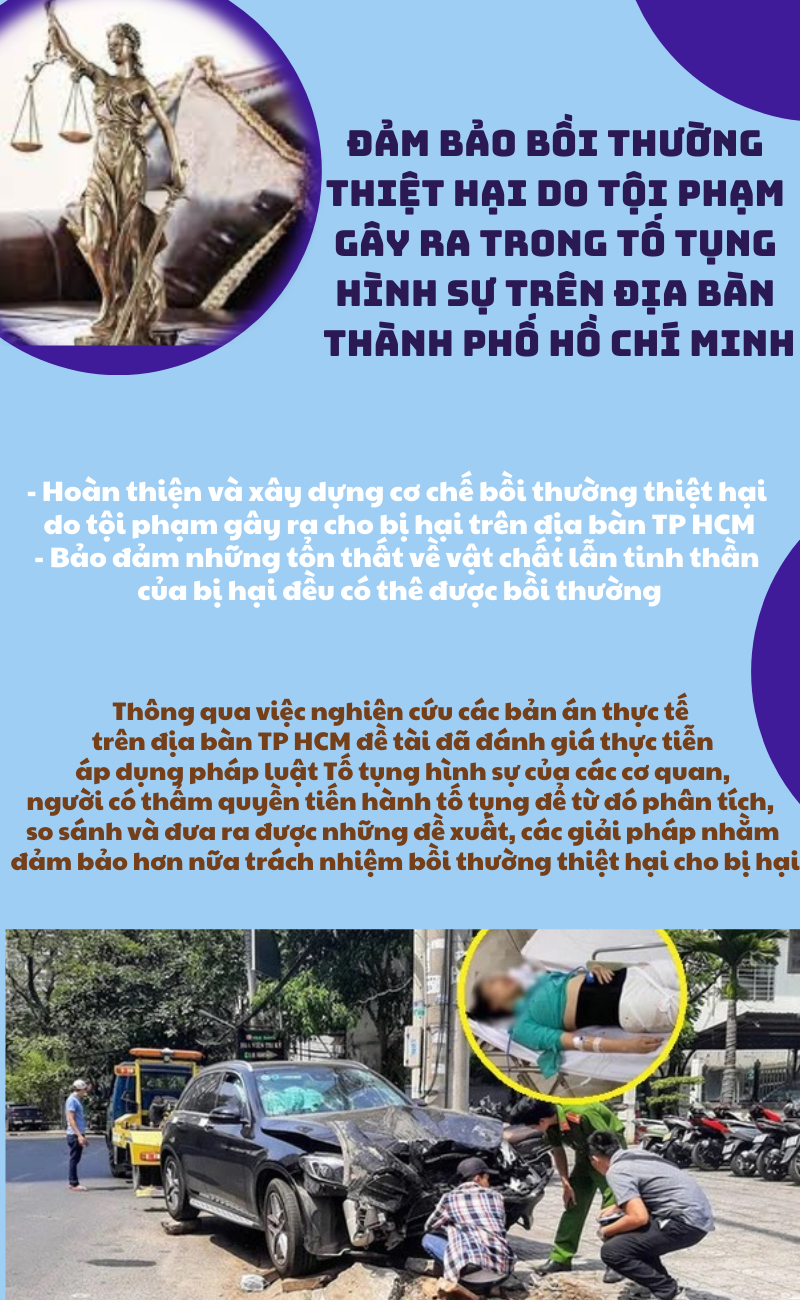 ĐẢM BẢO BỒI THƯỜNG
THIỆT HẠI DO TỘI PHẠM
GÂY RA TRONG TỐ TỤNG
HÌNH SỰ TRÊN ĐỊA BÀN
THÀNH PHỐ HỒ CHÍ MINH
- Hoàn thiện và xây dựng cơ chế bồi thường thiệt hại
do tội phạm gây ra cho bị hại trên địa bàn TP HCM
- Bảo đảm những tổn thất về vật chất lẫn tinh thần
của bị hại đều có thê được bồi thường
Thông qua việc nghiên cứu các bản án thực tế
trên địa bàn TP HCM đề tài đã đánh giá thực tiễn
áp dụng pháp luật Tố tụng hình sự của các cơ quan,
người có thẩm quyền tiến hành tố tụng để từ đó phân tích,
so sánh và đưa ra được những đề xuất, các giải pháp nhằm
đảm bảo hơn nữa trách nhiệm bồi thường thiệt hại cho bị hại